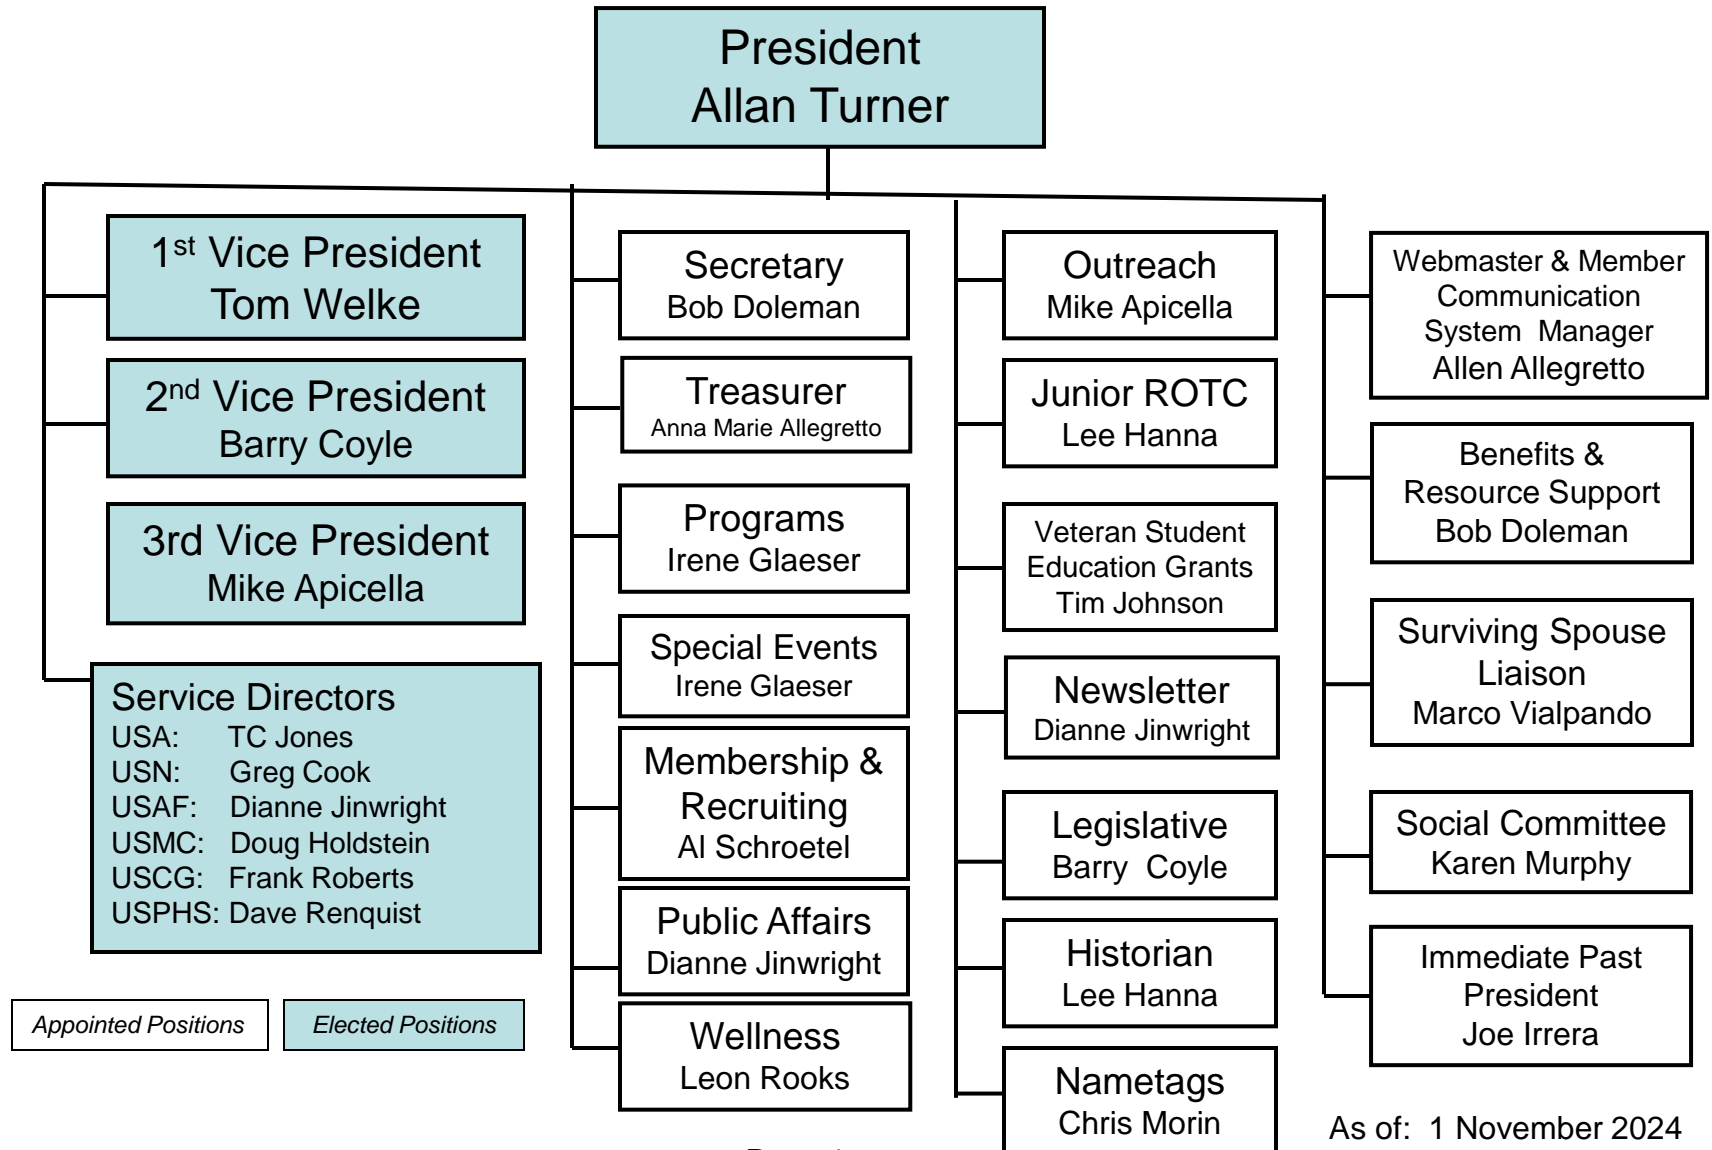 President
Allan Turner
1st Vice President
Tom Welke
2nd Vice President
Barry Coyle
3rd Vice President
Mike Apicella
Service Directors
USA: TC Jones
USN: Greg Cook
USAF: Dianne Jinwright
USMC: Doug Holdstein
USCG: Frank Roberts
USPHS: Dave Renquist
Appointed Positions
Elected Positions
Secretary
Bob Doleman
Treasurer
Anna Marie Allegretto
Programs
Irene Glaeser
Special Events
Irene Glaeser
Membership &
Recruiting
Al Schroetel
Public Affairs
Dianne Jinwright
Wellness
Leon Rooks
Outreach
Mike Apicella
Junior ROTC
Lee Hanna
Veteran Student
Education Grants
Tim Johnson
Newsletter
Dianne Jinwright
Legislative
Barry Coyle
Historian
Lee Hanna
Nametags
Chris Morin
Webmaster & Member
Communication
System Manager
Allen Allegretto
Benefits &
Resource Support
Bob Doleman
Surviving Spouse
Liaison
Marco Vialpando
Social Committee
Karen Murphy
Immediate Past
President
Joe Irrera
As of: 1 November 2024